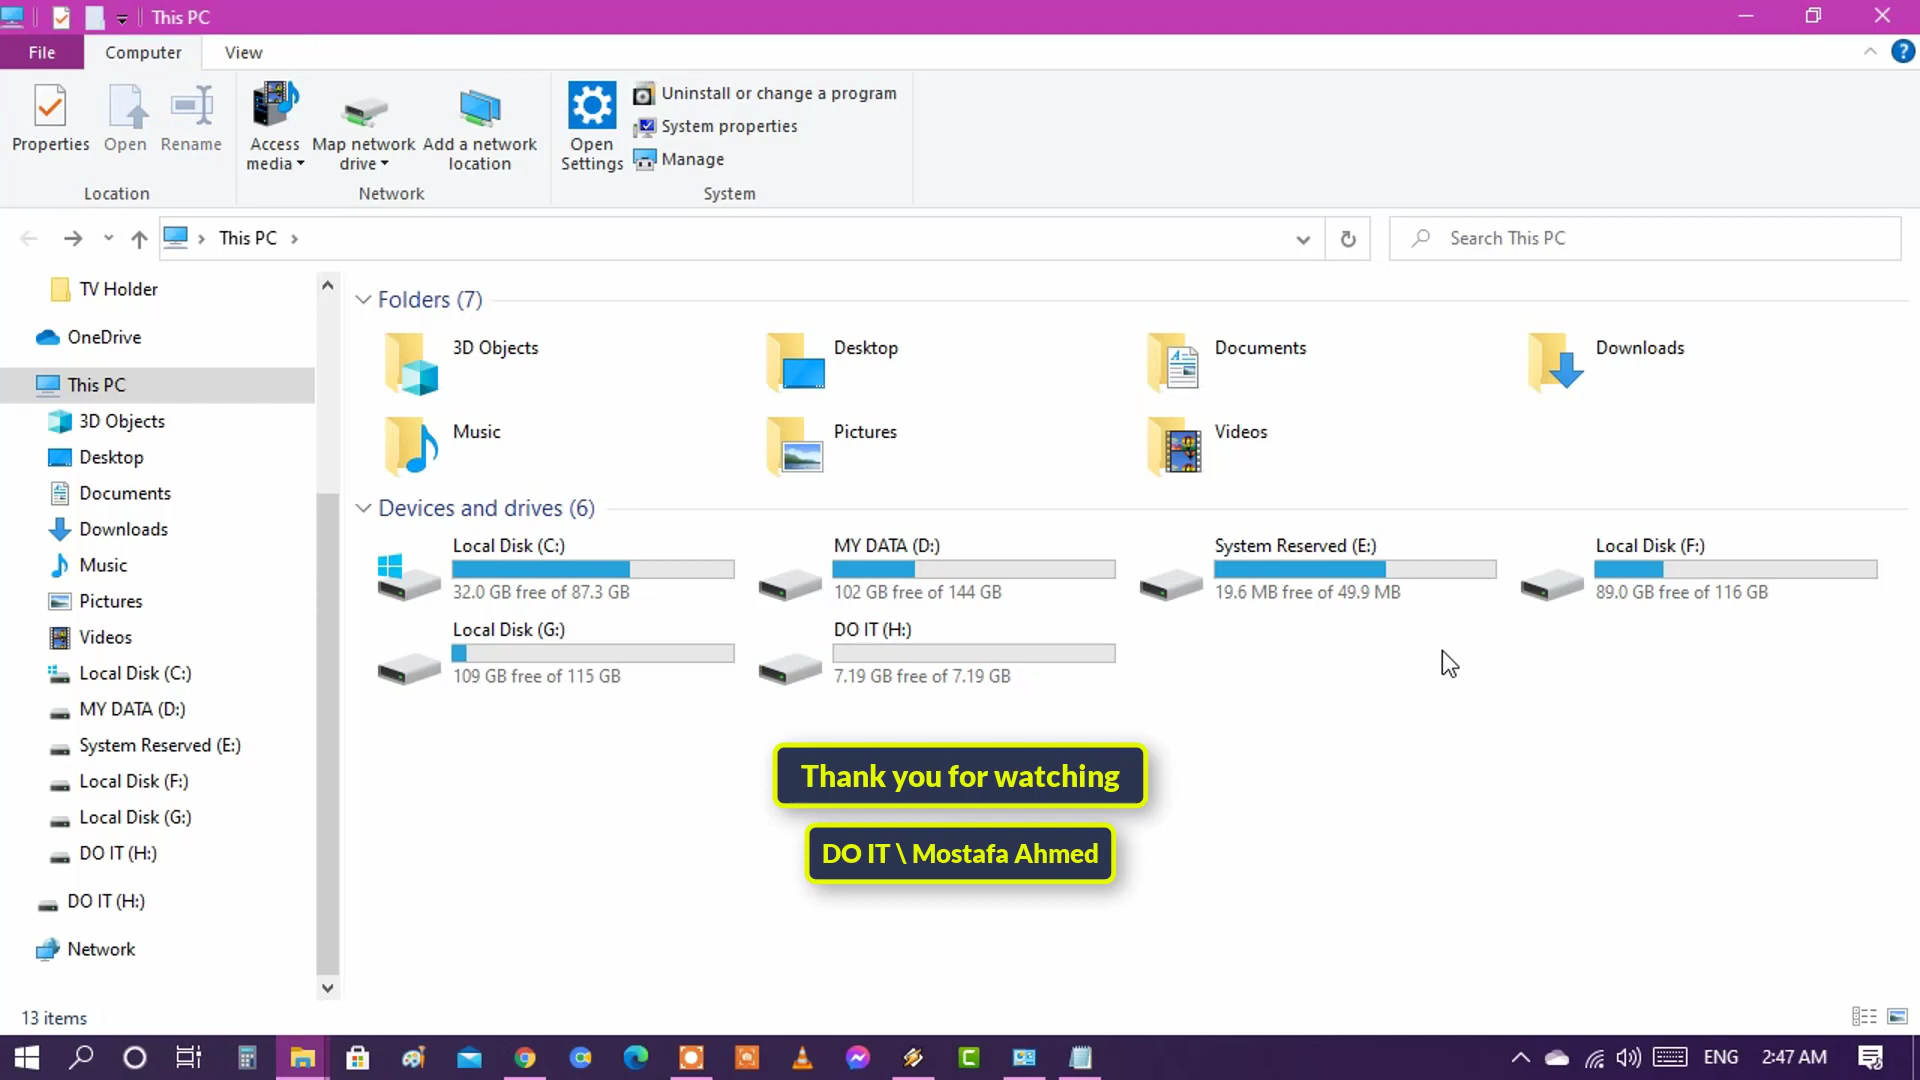 This PC
File
Computer
View
Properties
Open
Rename
Access media
Map network drive
Add a network location
Open Settings
Uninstall or change a program
System properties
Manage
Location
Network
System
This PC
Search This PC
TV Holder
OneDrive
This PC
3D Objects
Desktop
Documents
Downloads
Music
Pictures
Videos
Local Disk (C:)
MY DATA (D:)
System Reserved (E:)
Local Disk (F:)
Local Disk (G:)
DO IT (H:)
DO IT (H:)
Network
Folders (7)
3D Objects
Desktop
Documents
Downloads
Music
Pictures
Videos
Devices and drives (6)
Local Disk (C:)
32.0 GB free of 87.3 GB
MY DATA (D:)
102 GB free of 144 GB
System Reserved (E:)
19.6 MB free of 49.9 MB
Local Disk (F:)
89.0 GB free of 116 GB
Local Disk (G:)
109 GB free of 115 GB
DO IT (H:)
7.19 GB free of 7.19 GB
Thank you for watching
DO IT \ Mostafa Ahmed
13 items
ENG
2:47 AM